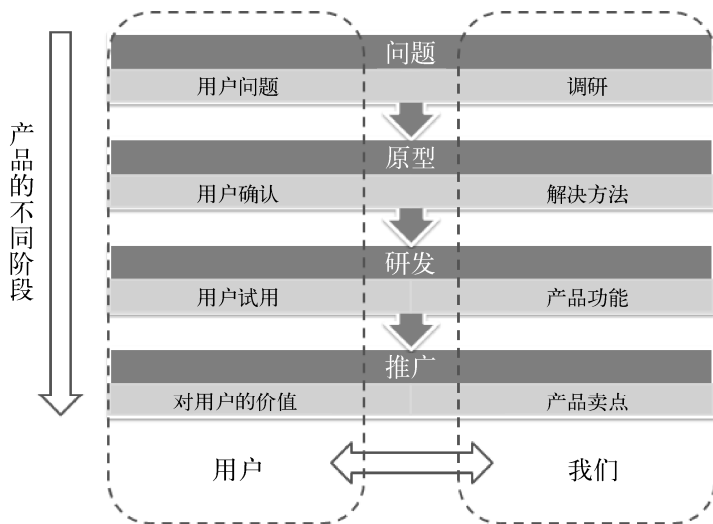 产品的不同阶段
问题
用户问题
调研
原型
用户确认
解决方法
研发
用户试用
产品功能
推广
对用户的价值
产品卖点
用户
我们